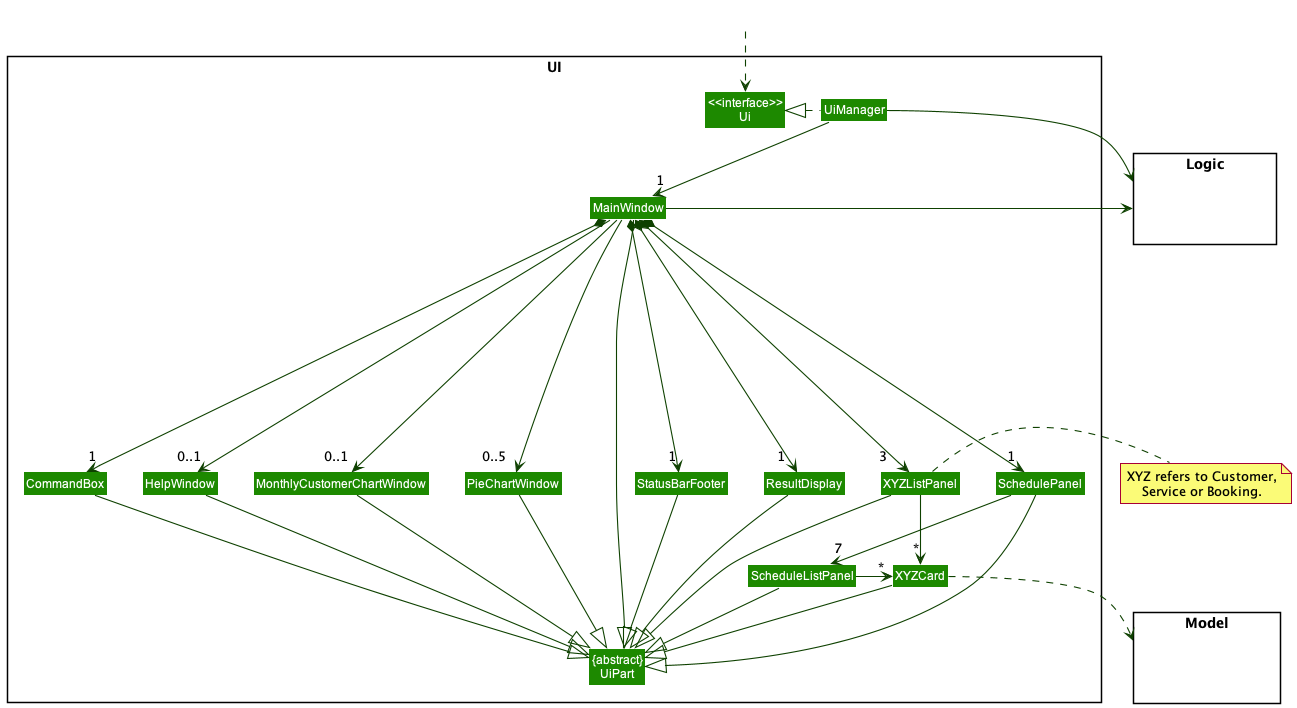 UI
<<interface>>
Ui
UiManager
Logic
1
MainWindow
1
0..1
0..1
0..5
1
1
3
1
CommandBox
HelpWindow
MonthlyCustomerChartWindow
PieChartWindow
StatusBarFooter
ResultDisplay
XYZListPanel
SchedulePanel
XYZ refers to Customer,
Service or Booking.
7
*
*
ScheduleListPanel
XYZCard
Model
{abstract}
UiPart